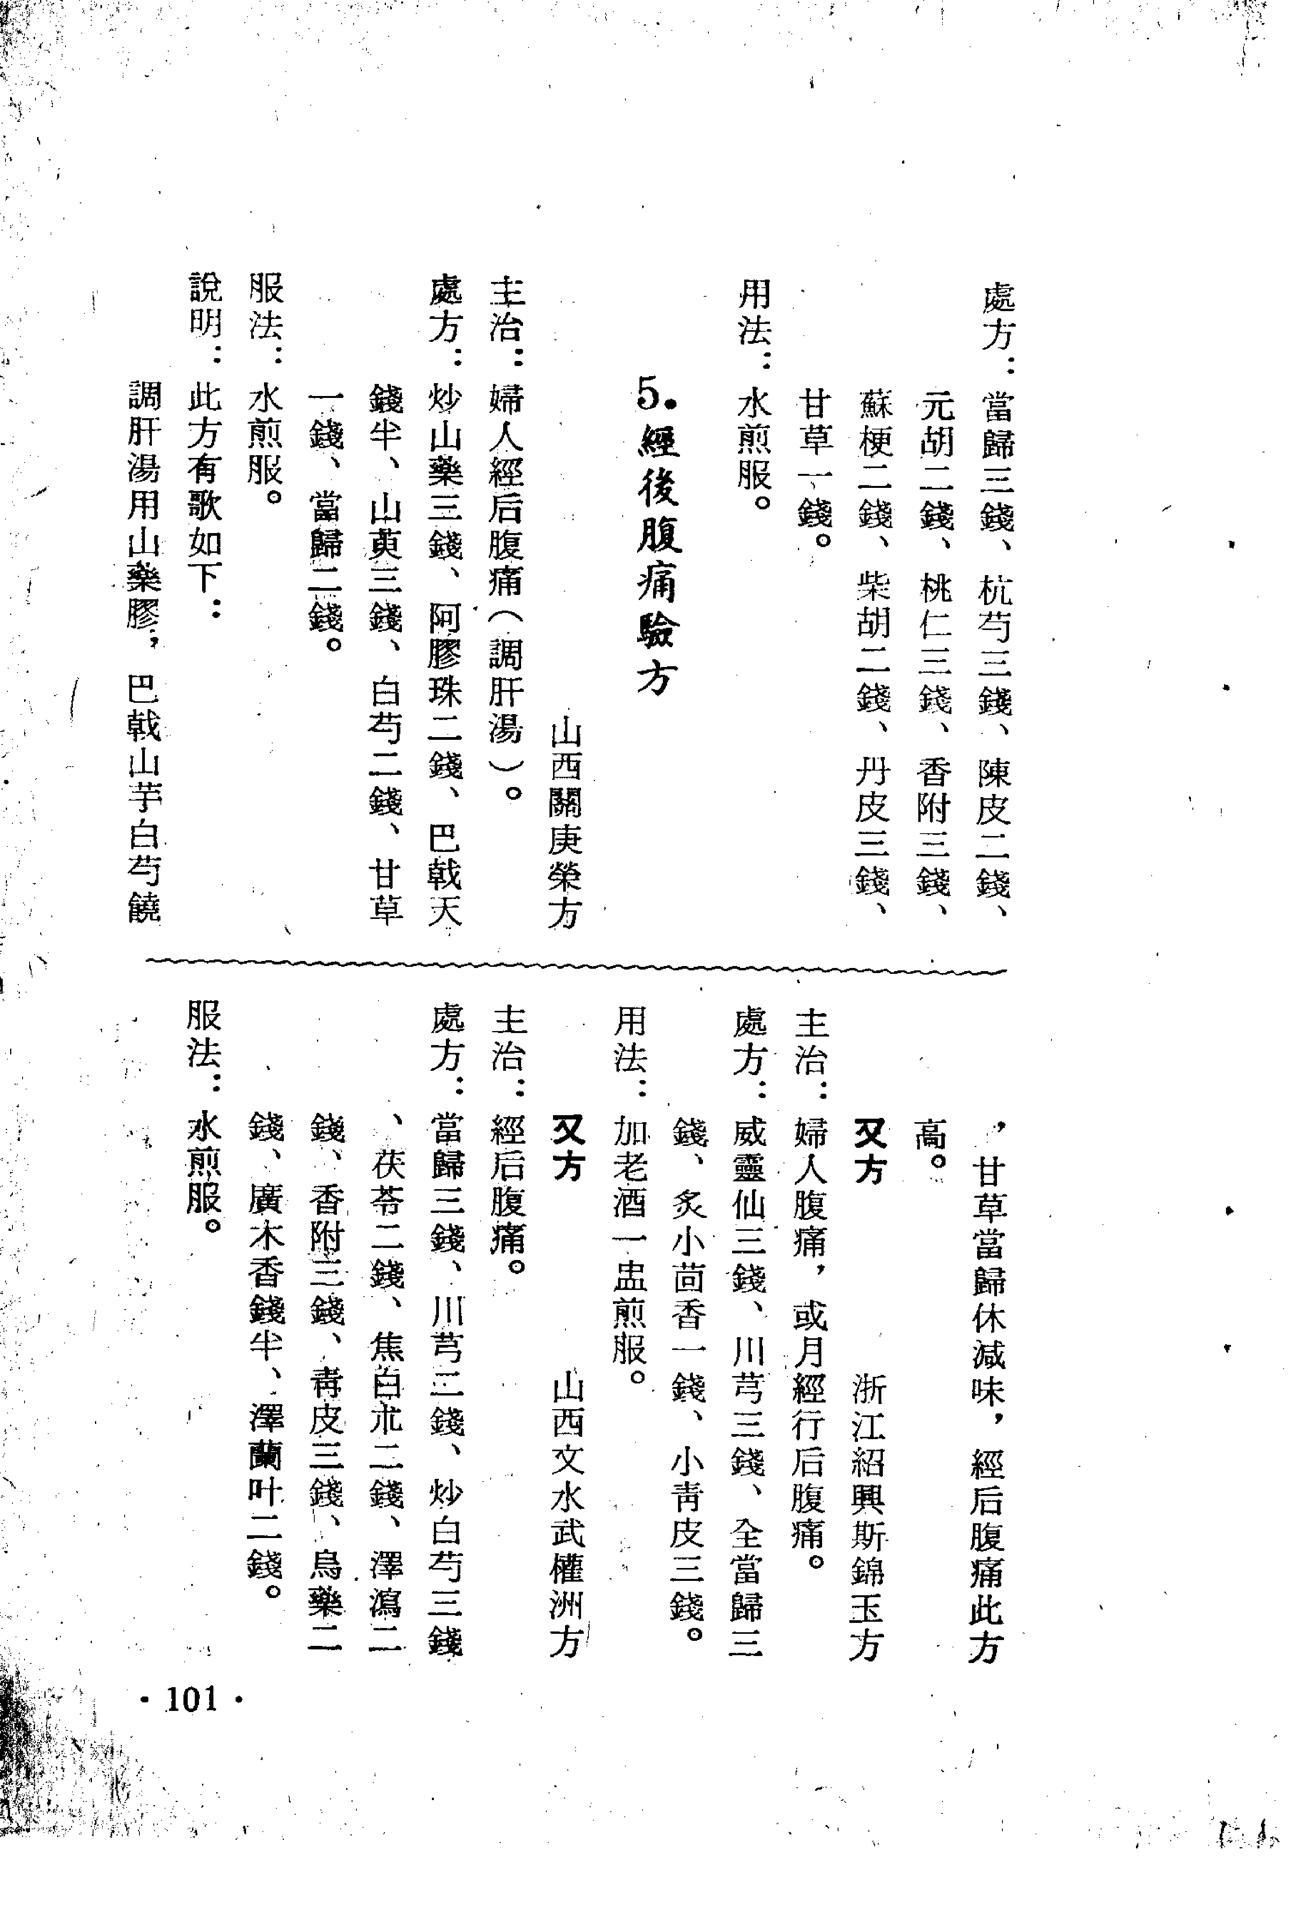 處方：當歸三錢、杭芍三錢、陳皮二錢、
元胡二錢、桃仁三錢、香附三錢、
蘇梗二錢、柴胡二錢、丹皮三錢、
甘草一錢。
用法：水煎服。
5.經後腹痛驗方
山西關庚榮方
主治：婦人經后腹痛（調肝湯）。
處方：炒山藥三錢、阿膠珠二錢、巴戟天
錢半、山萸三錢、白芍二錢、甘草
一錢、當歸二錢。
服法：水煎服。
說明：此方有歌如下：
調肝湯用山藥膠，巴戟山芋白芍饒
，甘草當歸休減味，經后腹痛此方
高。
又方
浙江紹興斯錦玉方
主治：婦人腹痛，或月經行后腹痛。
處方：威靈仙三錢、川芎三錢、全當歸三
錢、炙小茴香一錢、小靑皮三錢。
用法：加老酒一盅煎服。
又方
山西文水武權洲方
主治：經后腹痛。
處方：當歸三錢、川芎二錢、炒白芍三錢
、茯苓二錢、焦白朮二錢、澤瀉二
錢、香附三錢、靑皮三錢、烏藥二
錢、廣木香錢半、澤蘭叶二錢。
服法：水煎服。
·101·